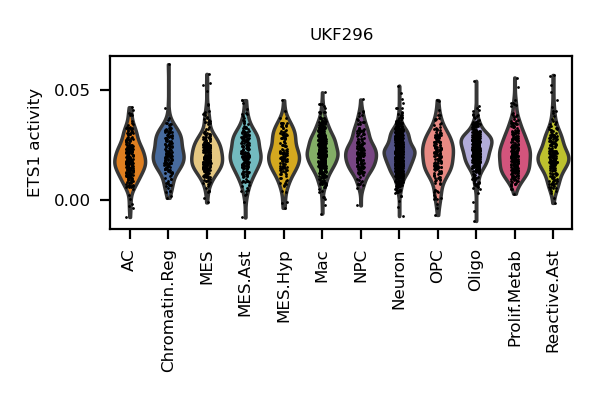 UKF296
ETS1 activity
0.05
0.00
AC
Chromatin.Reg
MES
MES.Ast
MES.Hyp
Mac
NPC
Neuron
OPC
Oligo
Prolif.Metab
Reactive.Ast